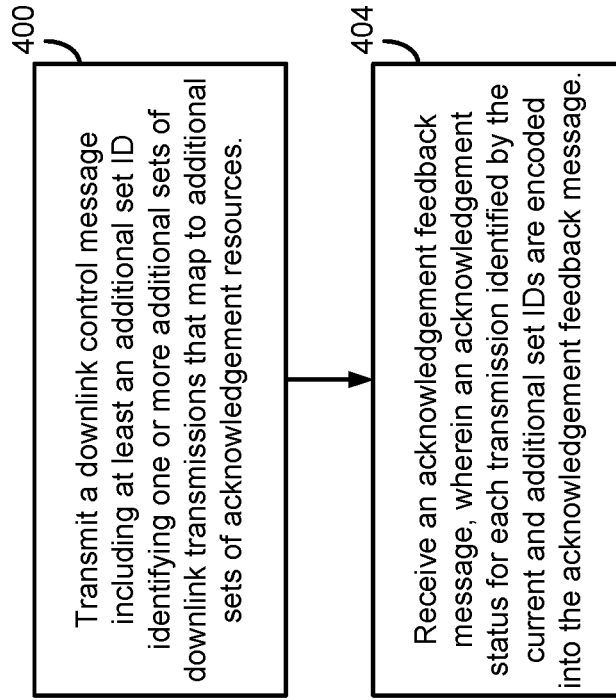 400
Transmit a downlink control message
including at least an additional set ID
identifying one or more additional sets of
downlink transmissions that map to additional
sets of acknowledgement resources.
404
Receive an acknowledgement feedback
message, wherein an acknowledgement
status for each transmission identified by the
current and additional set IDs are encoded
into the acknowledgement feedback message.